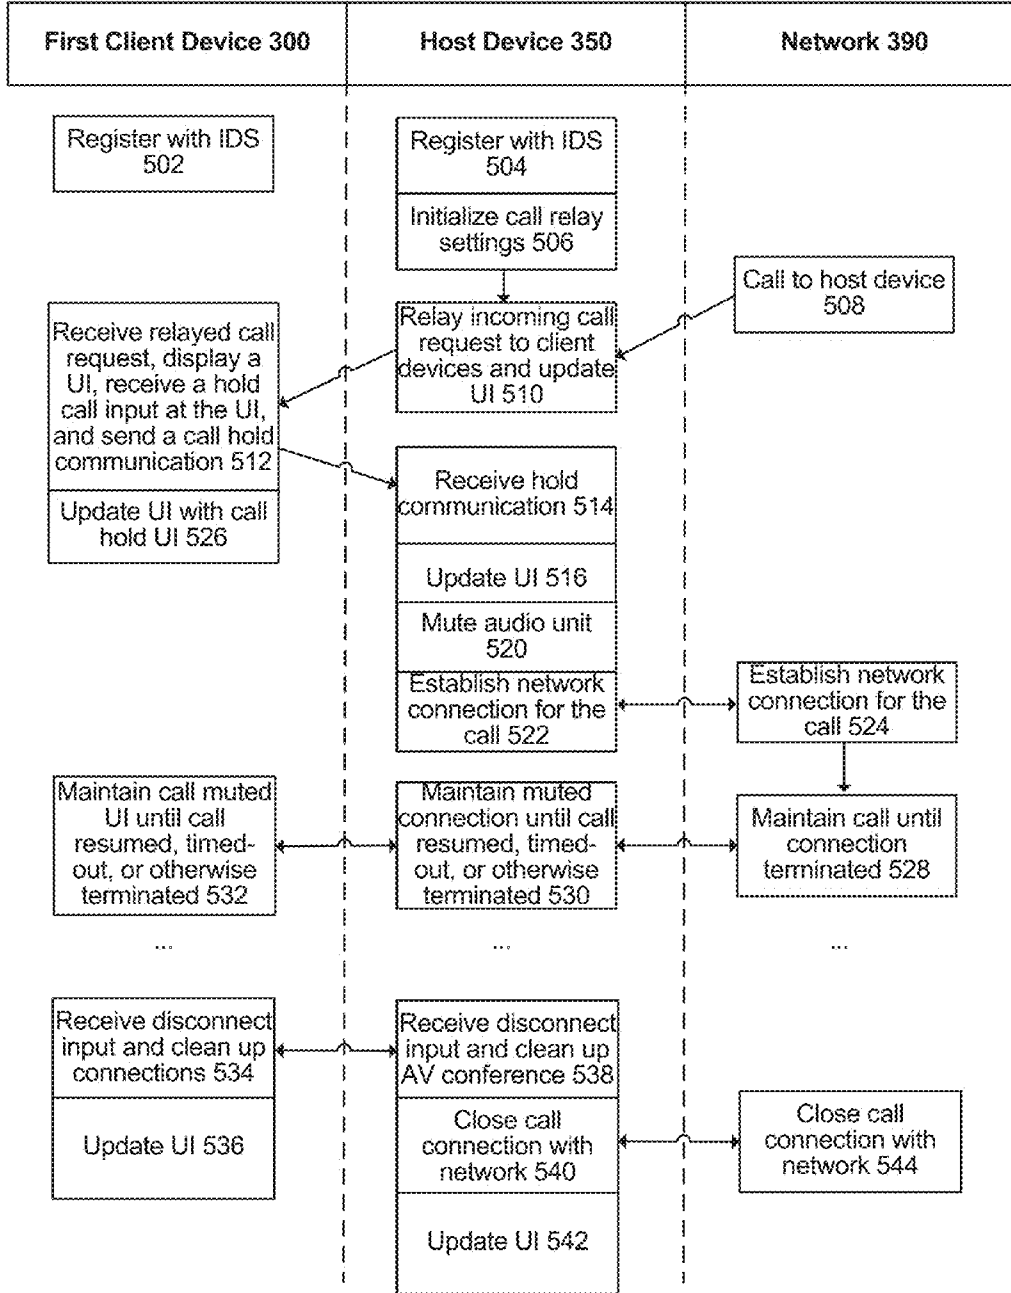 First Client Device 300
Host Device 350
Network 390
Register with IDS
502
Register with IDS
504
Initialize call relay
settings 506
Call to host device
508
Relay incoming call
request to client
devices and update
UI 510
Receive relayed call
request, display a
UI, receive a hold
call input at the UI,
and send a call hold
communication 512
Update UI with call
hold UI 526
Receive hold
communication 514
Update UI 516
Mute audio unit
520
Establish network
connection for the
call 522
Establish network
connection for the
call 524
Maintain call muted
UI until call
resumed, timed-
out, or otherwise
terminated 532
Maintain muted
connection until call
resumed, timed-
out, or otherwise
terminated 530
Maintain call until
connection
terminated 528
...
...
...
Receive disconnect
input and clean up
connections 534
Update UI 536
Receive disconnect
input and clean up
AV conference 538
Close call
connection with
network 540
Update UI 542
Close call
connection with
network 544